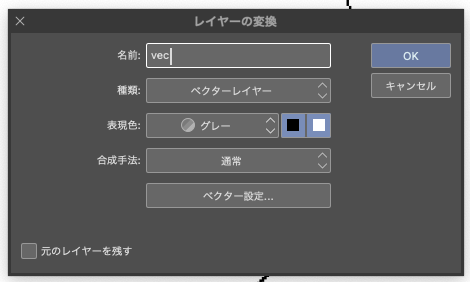 レイヤーの変換
名前: vec
OK
種類: ベクターレイヤー
キャンセル
表現色: グレー
合成手法: 通常
ベクター設定...
元のレイヤーを残す